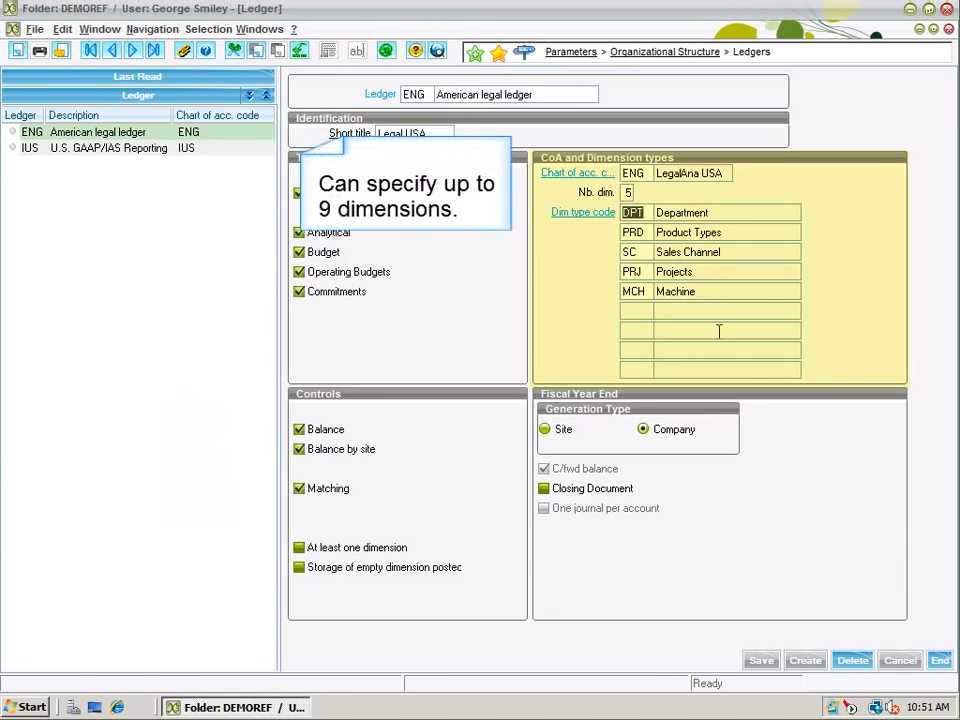 Folder: DEMOREF / User: George Smiley - [Ledger]
File Edit Window Navigation Selection Windows ?
Parameters > Organizational Structure > Ledgers
Last Read
Ledger
Ledger Description Chart of acc. code
ENG American legal ledger ENG
IUS U.S. GAAP/IAS Reporting IUS
Ledger ENG American legal ledger
Identification
Short title Legal USA
Can specify up to
9 dimensions.
Analytical
Budget
Operating Budgets
Commitments
CoA and Dimension types
Chart of acc. c... ENG LegalAna USA
Nb. dim. 5
Dim type code DPT Department
PRD Product Types
SC Sales Channel
PRJ Projects
MCH Machine
Controls
Balance
Balance by site
Matching
At least one dimension
Storage of empty dimension postec
Fiscal Year End
Generation Type
Site Company
C/fwd balance
Closing Document
One journal per account
Save Create Delete Cancel End
Ready
Start Folder: DEMOREF / U... 10:51 AM